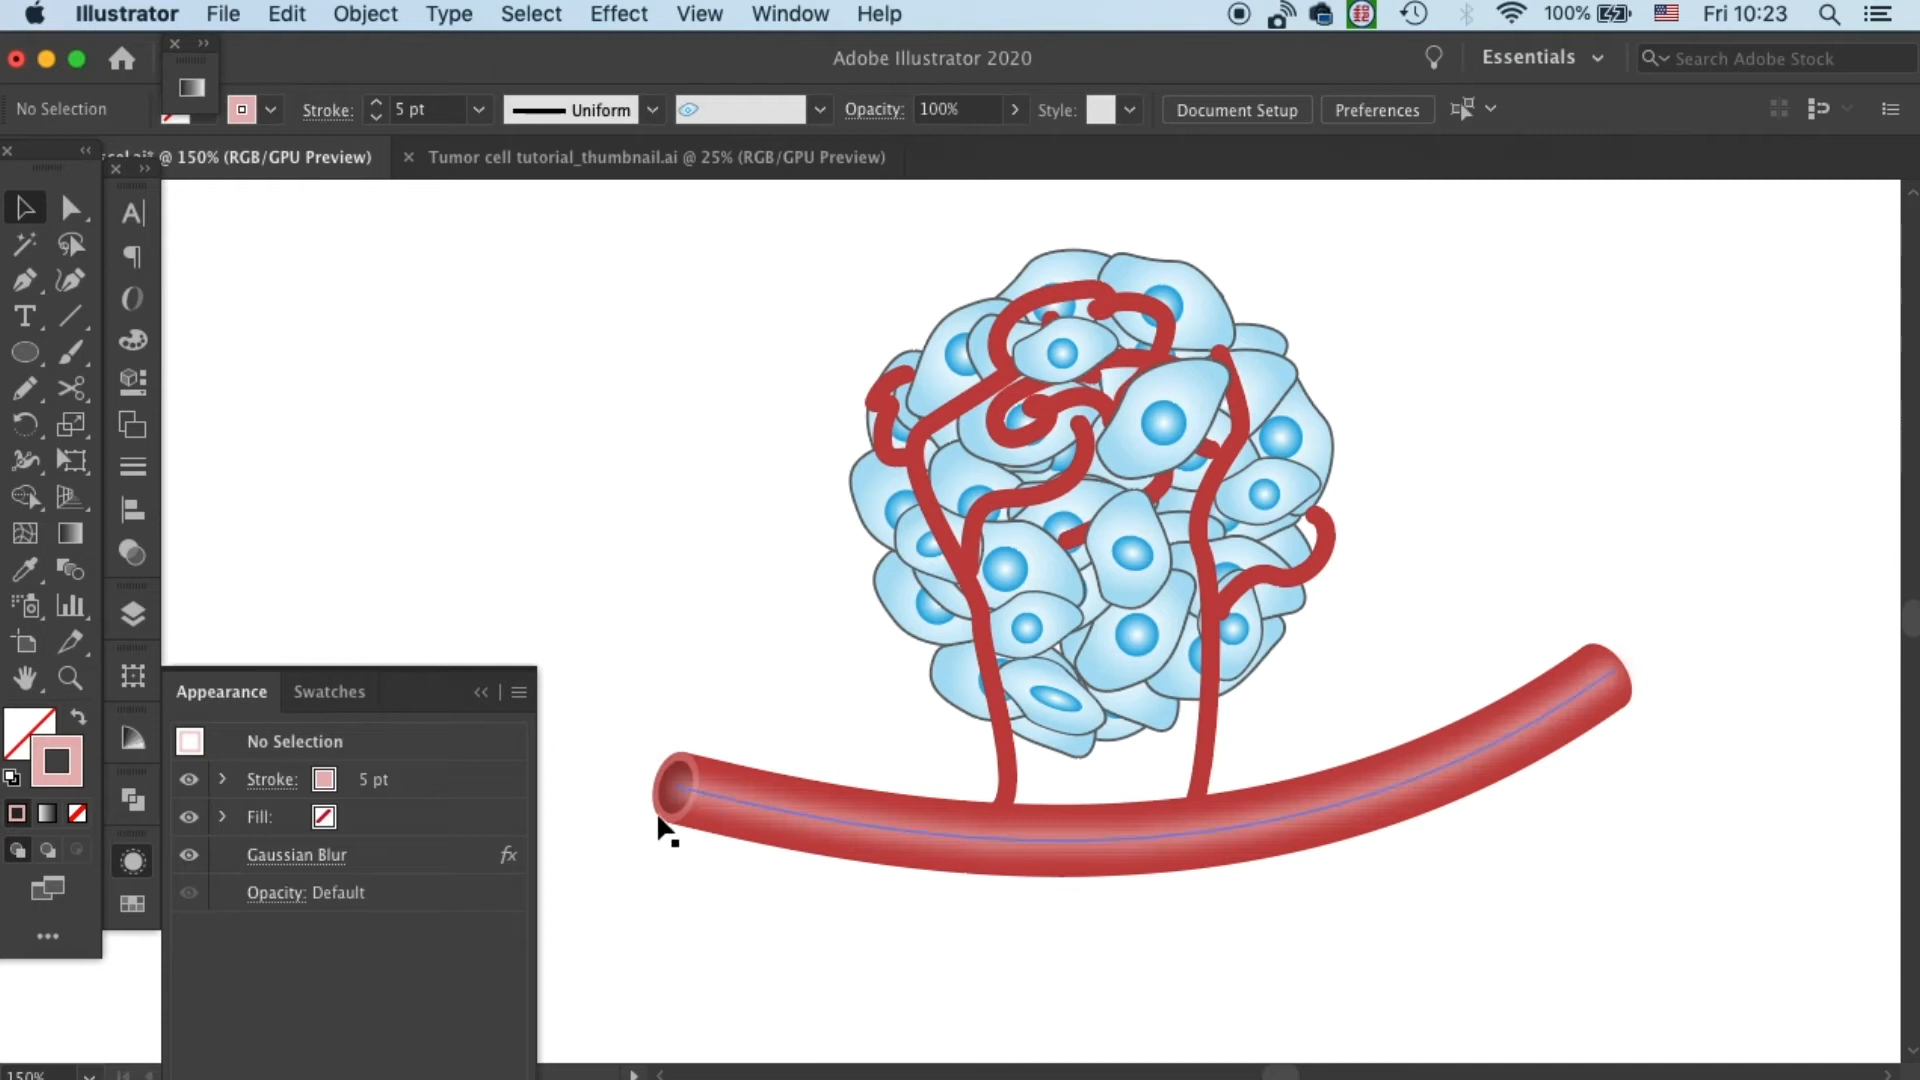 Illustrator File Edit Object Type Select Effect View Window Help 100% Fri 10:23
Adobe Illustrator 2020 Essentials Search Adobe Stock
No Selection Stroke: 5 pt Uniform Opacity: 100% Style: Document Setup Preferences
@ 150% (RGB/GPU Preview) × Tumor cell tutorial_thumbnail.ai @ 25% (RGB/GPU Preview)
Appearance Swatches
No Selection
Stroke: 5 pt
Fill:
Gaussian Blur fx
Opacity: Default
150%